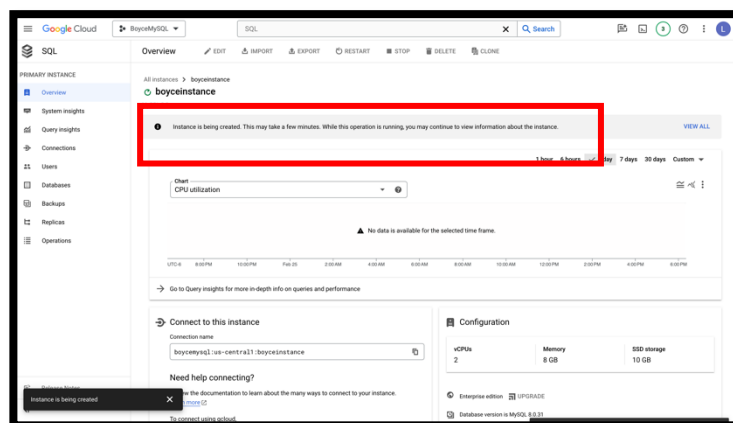 Google Cloud
BoyceMySQL
SQL
Search
3
L
SQL
Overview
EDIT
IMPORT
EXPORT
RESTART
STOP
DELETE
CLONE
PRIMARY INSTANCE
Overview
System insights
Query insights
Connections
Users
Databases
Backups
Replicas
Operations
All instances > boyceinstance
boyceinstance
Instance is being created. This may take a few minutes. While this operation is running, you may continue to view information about the instance.
VIEW ALL
1 hour 6 hours day 7 days 30 days Custom
Chart
CPU utilization
No data is available for the selected time frame.
UTC-6 8:00 PM 10:00 PM Feb 25 2:00 AM 4:00 AM 6:00 AM 8:00 AM 10:00 AM 12:00 PM 2:00 PM 4:00 PM 6:00 PM
Go to Query insights for more in-depth info on queries and performance
Connect to this instance
Connection name
boycemysql:us-central1:boyceinstance
Need help connecting?
the documentation to learn about the many ways to connect to your instance.
more
To connect using gcloud,
Configuration
vCPUs Memory SSD storage
2 8 GB 10 GB
Enterprise edition UPGRADE
Database version is MySQL 8.0.31
Release Notes
Instance is being created